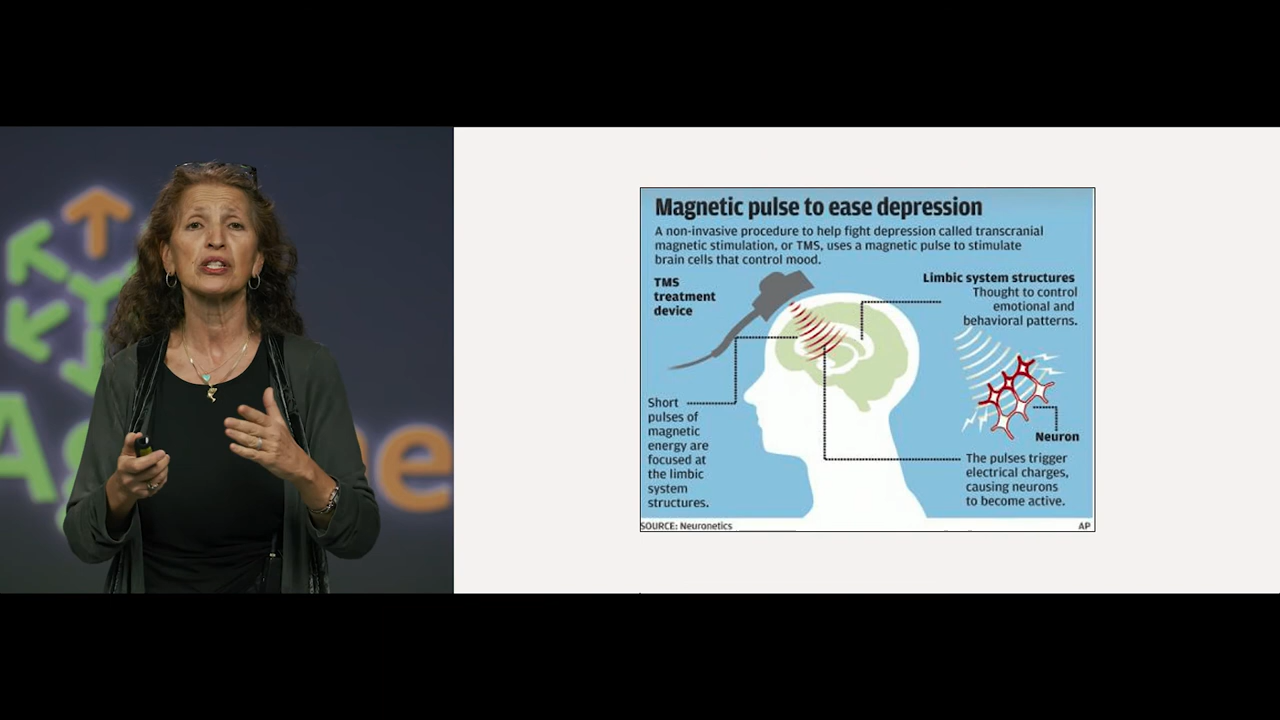 Magnetic pulse to ease depression
A non-invasive procedure to help fight depression called transcranial
magnetic stimulation, or TMS, uses a magnetic pulse to stimulate
brain cells that control mood.
TMS
treatment
device
Limbic system structures
Thought to control
emotional and
behavioral patterns.
Short
pulses of
magnetic
energy are
focused at
the limbic
system
structures.
Neuron
The pulses trigger
electrical charges,
causing neurons
to become active.
SOURCE: Neuronetics
AP